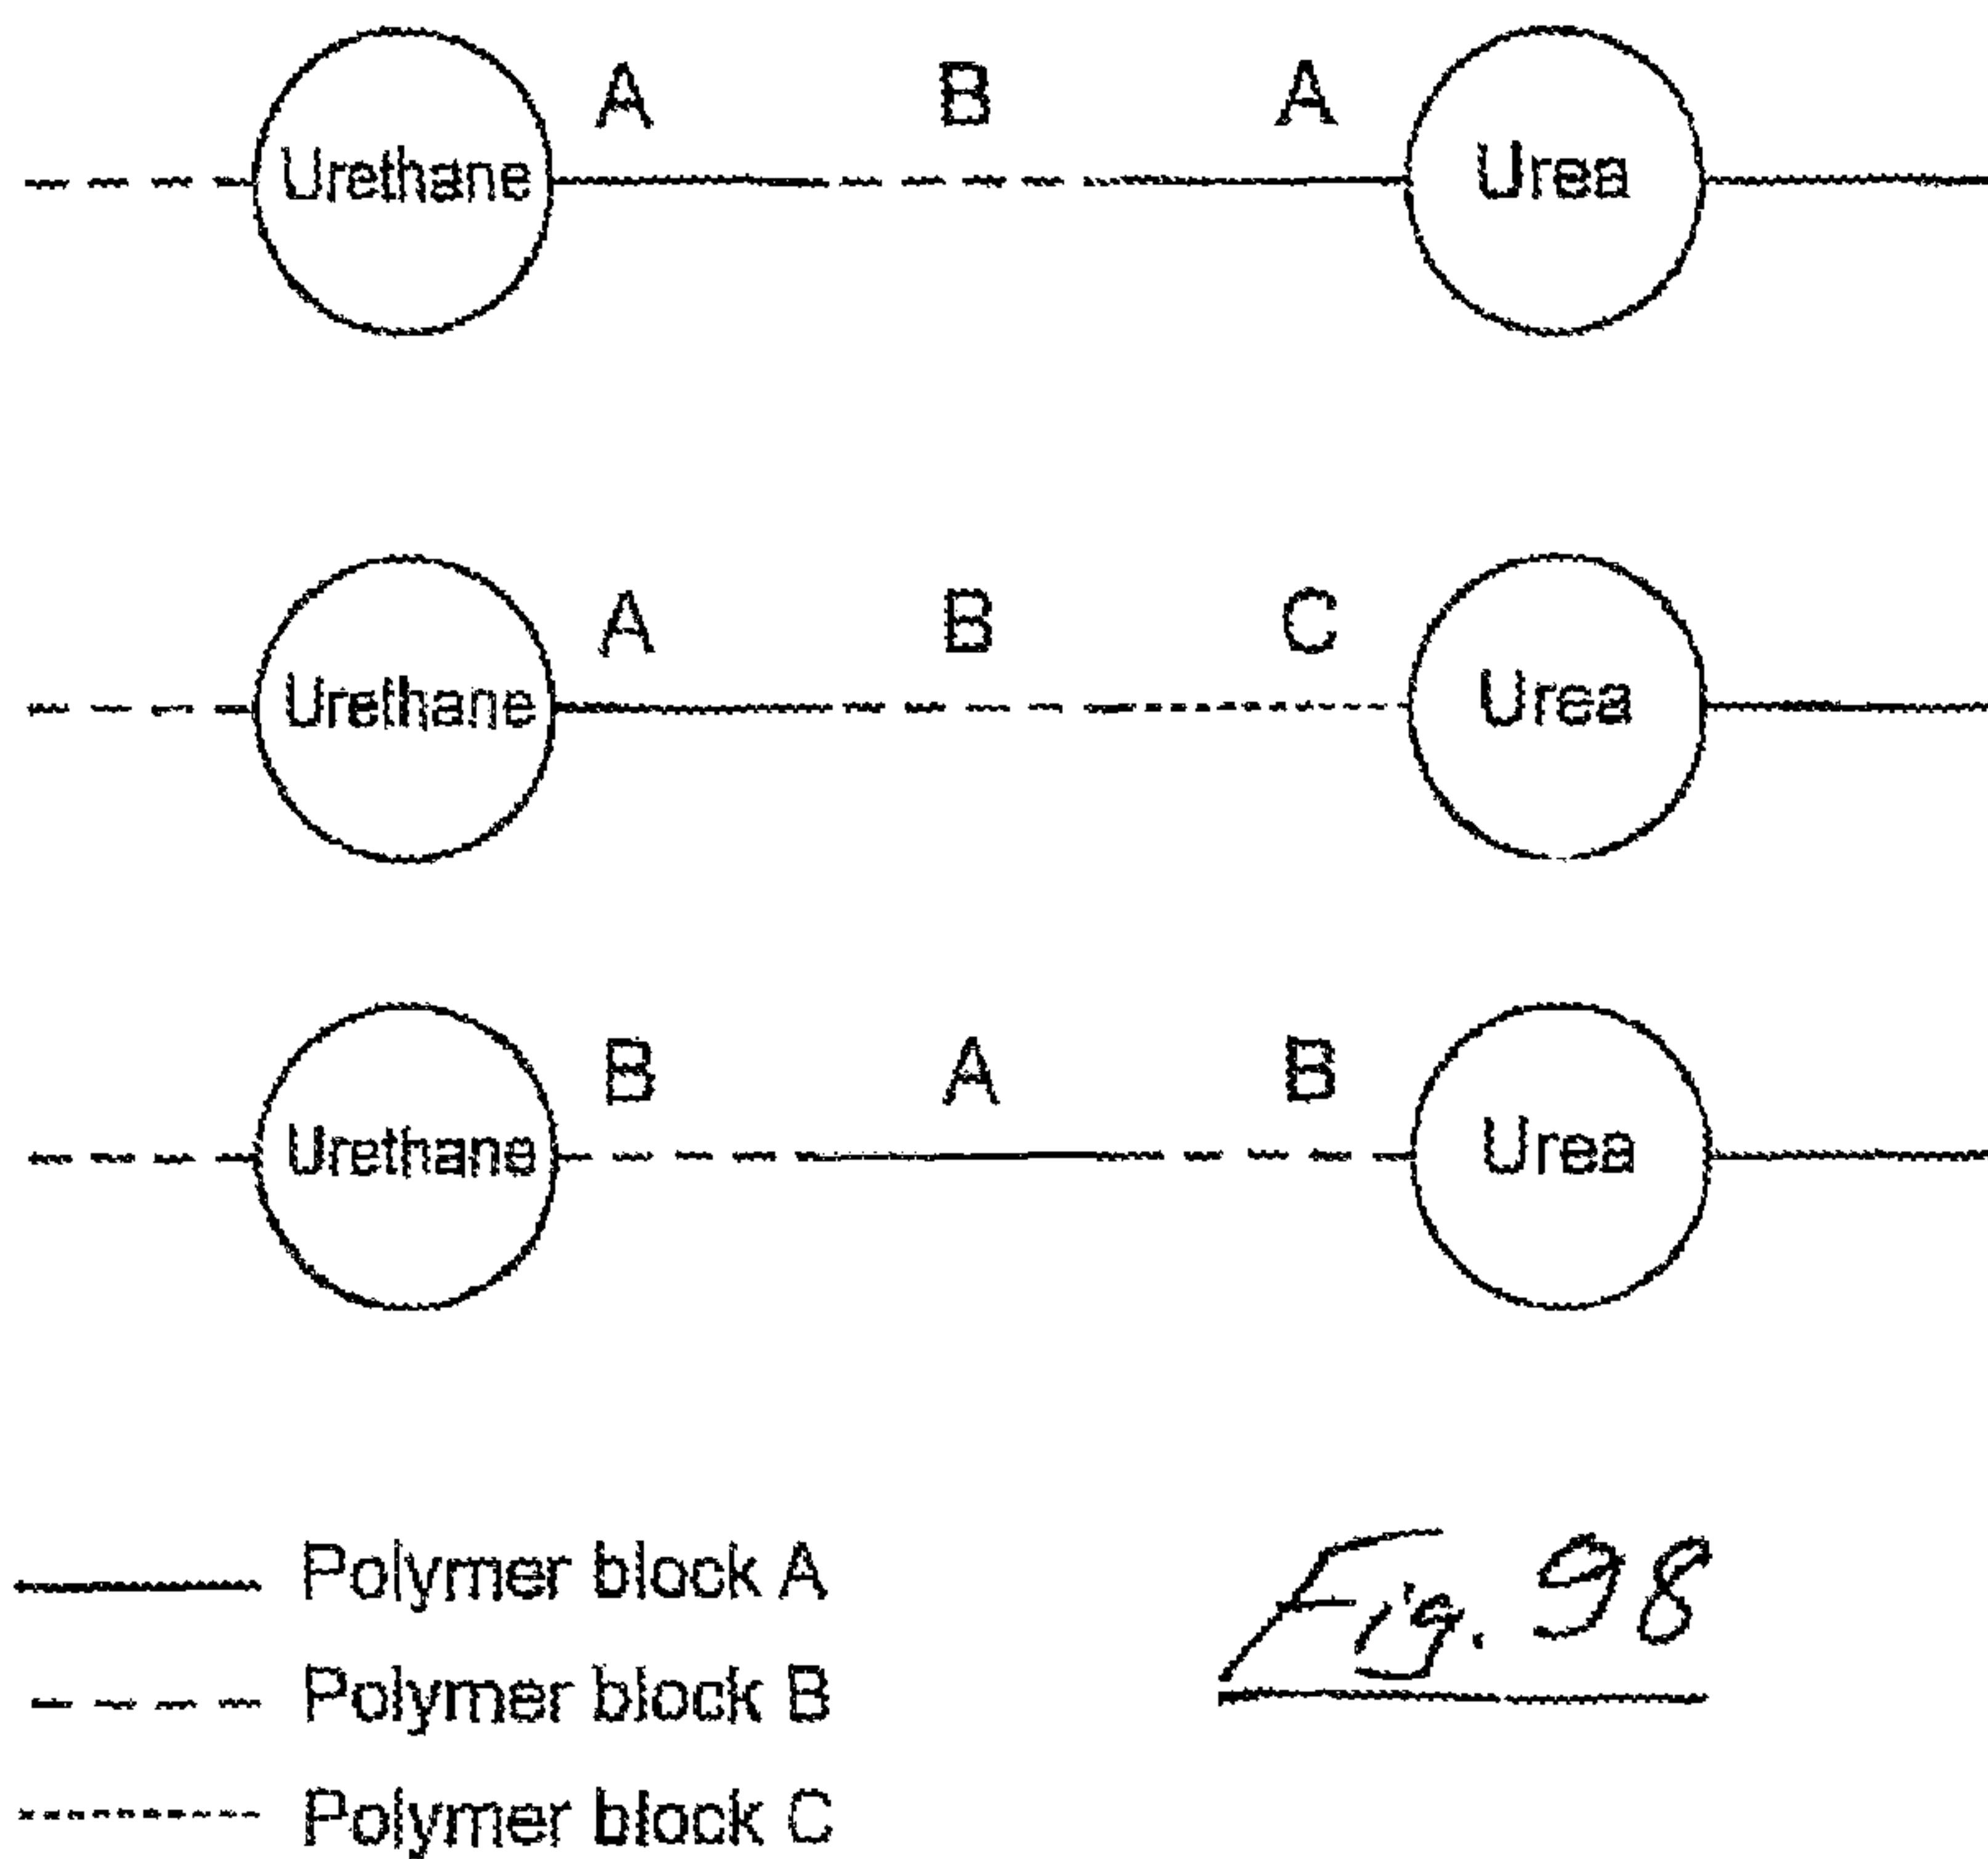 A B A
Urethane Urea
A B C
Urethane Urea
B A B
Urethane Urea
Polymer block A
Polymer block B
Polymer block C
Fig. 98